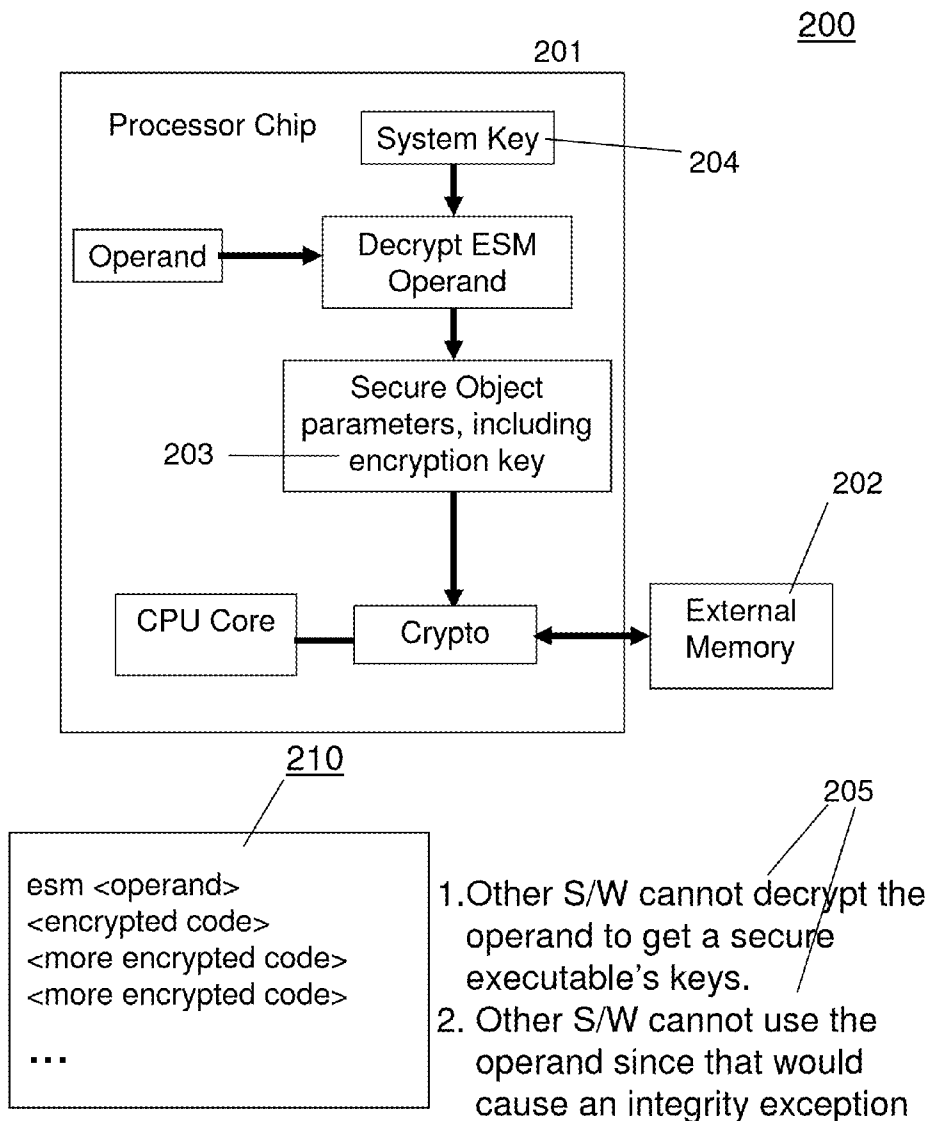 200
201
Processor Chip
System Key
204
Operand
Decrypt ESM
Operand
Secure Object
parameters, including
encryption key
203
202
CPU Core
Crypto
External
Memory
210
205
esm <operand>
<encrypted code>
<more encrypted code>
<more encrypted code>
...
1.Other S/W cannot decrypt the
operand to get a secure
executable's keys.
2. Other S/W cannot use the
operand since that would
cause an integrity exception